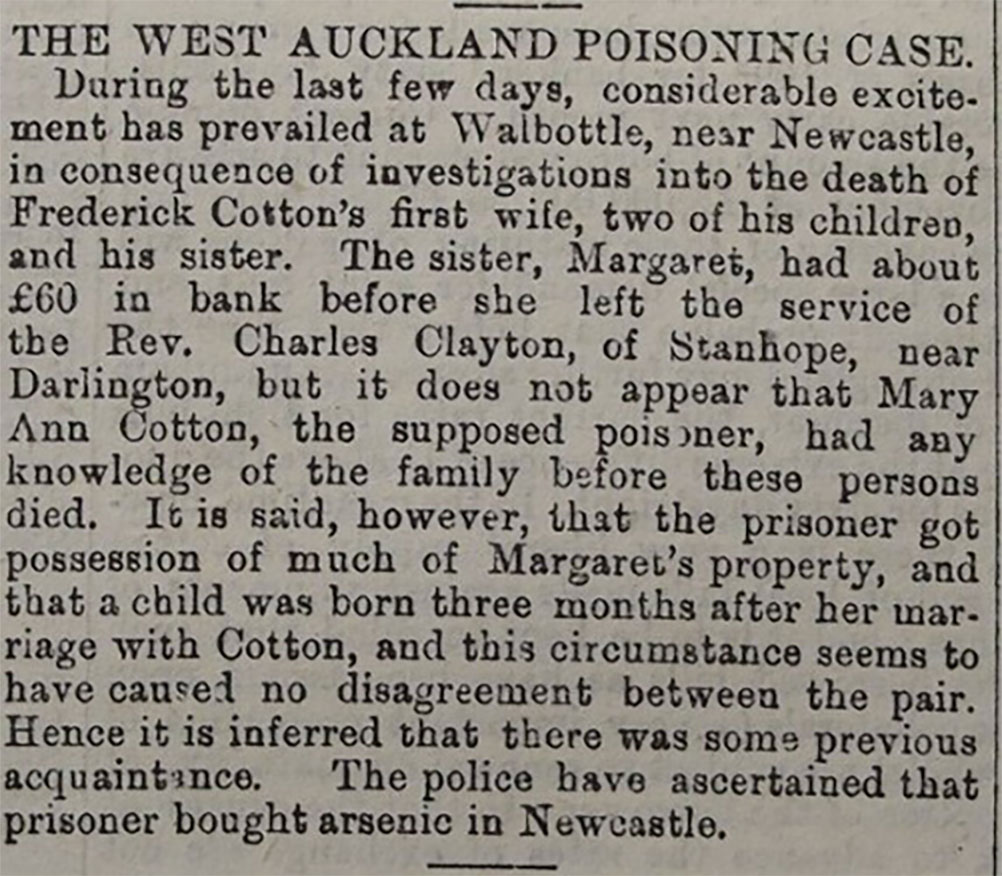 THE WEST AUCKLAND POISONING CASE.
During the last few days, considerable excite-
ment has prevailed at Walbottle, near Newcastle,
in consequence of investigations into the death of
Frederick Cotton's first wife, two of his children,
and his sister. The sister, Margaret, had about
£60 in bank before she left the service of
the Rev. Charles Clayton, of Stanhope, near
Darlington, but it does not appear that Mary
Ann Cotton, the supposed poisoner, had any
knowledge of the family before these persons
died. It is said, however, that the prisoner got
possession of much of Margaret's property, and
that a child was born three months after her mar-
riage with Cotton, and this circumstance seems to
have caused no disagreement between the pair.
Hence it is inferred that there was some previous
acquaintance. The police have ascertained that
prisoner bought arsenic in Newcastle.